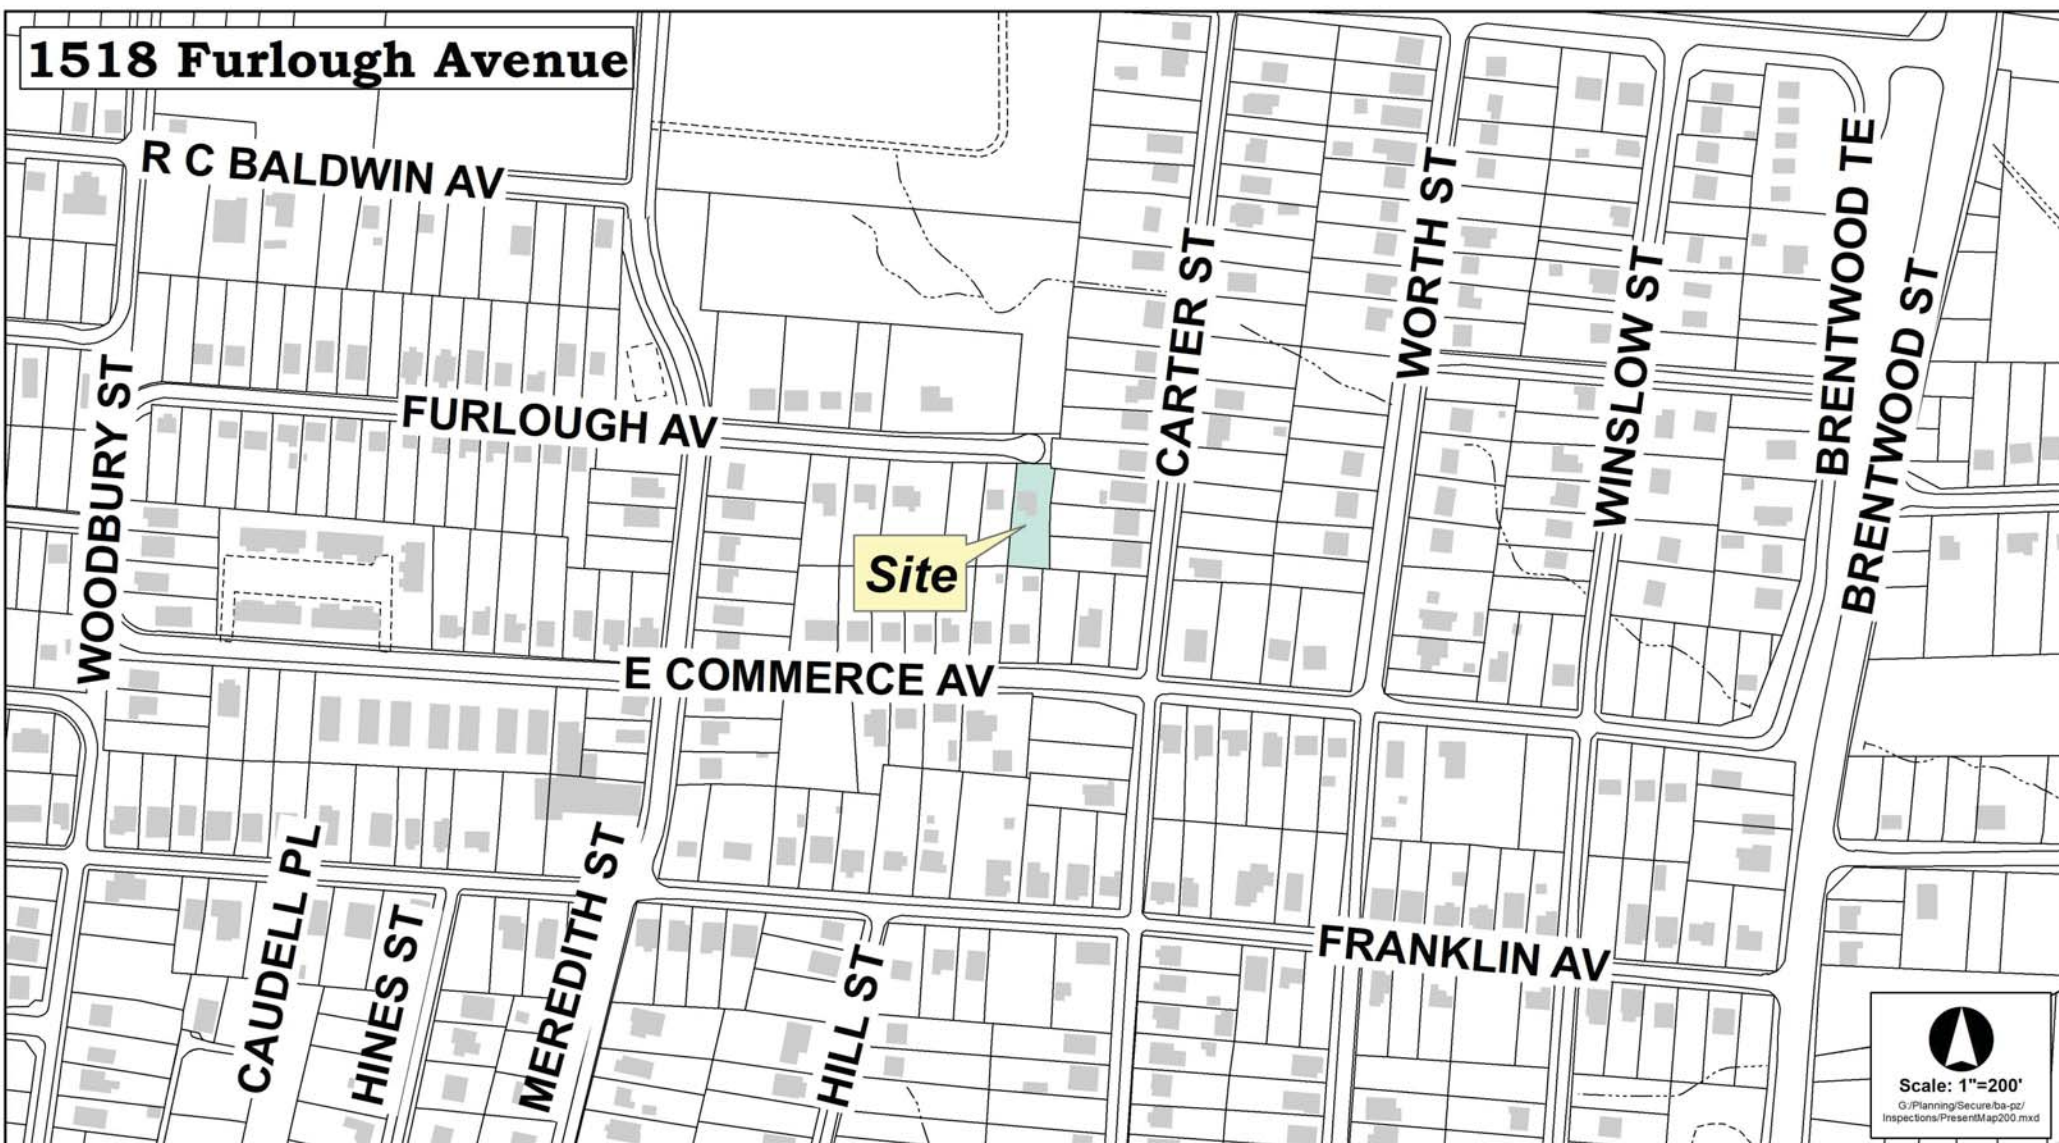 1518 Furlough Avenue
R C BALDWIN AV
BRENTWOOD TE
WORTH ST
CARTER ST
WINSLOW ST
BRENTWOOD ST
WOODBURY ST
FURLOUGH AV
Site
E COMMERCE AV
CAUDELL PL
HINES ST
MEREDITH ST
HILL ST
FRANKLIN AV
Scale: 1"=200'
G:/Planning/Secure/ba-pz/
Inspections/PresentMap200.mxd